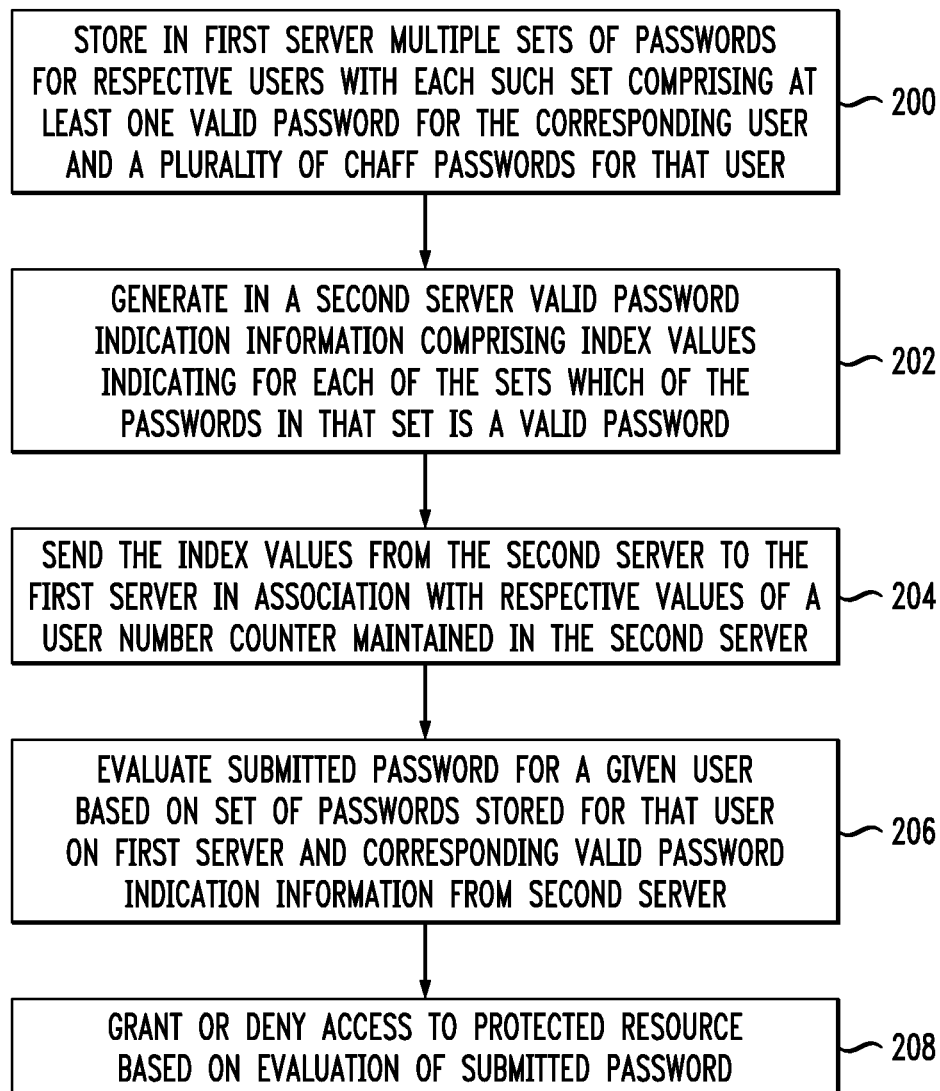 STORE IN FIRST SERVER MULTIPLE SETS OF PASSWORDS
FOR RESPECTIVE USERS WITH EACH SUCH SET COMPRISING AT
LEAST ONE VALID PASSWORD FOR THE CORRESPONDING USER
AND A PLURALITY OF CHAFF PASSWORDS FOR THAT USER
200
GENERATE IN A SECOND SERVER VALID PASSWORD
INDICATION INFORMATION COMPRISING INDEX VALUES
INDICATING FOR EACH OF THE SETS WHICH OF THE
PASSWORDS IN THAT SET IS A VALID PASSWORD
202
SEND THE INDEX VALUES FROM THE SECOND SERVER TO THE
FIRST SERVER IN ASSOCIATION WITH RESPECTIVE VALUES OF A
USER NUMBER COUNTER MAINTAINED IN THE SECOND SERVER
204
EVALUATE SUBMITTED PASSWORD FOR A GIVEN USER
BASED ON SET OF PASSWORDS STORED FOR THAT USER
ON FIRST SERVER AND CORRESPONDING VALID PASSWORD
INDICATION INFORMATION FROM SECOND SERVER
206
GRANT OR DENY ACCESS TO PROTECTED RESOURCE
BASED ON EVALUATION OF SUBMITTED PASSWORD
208